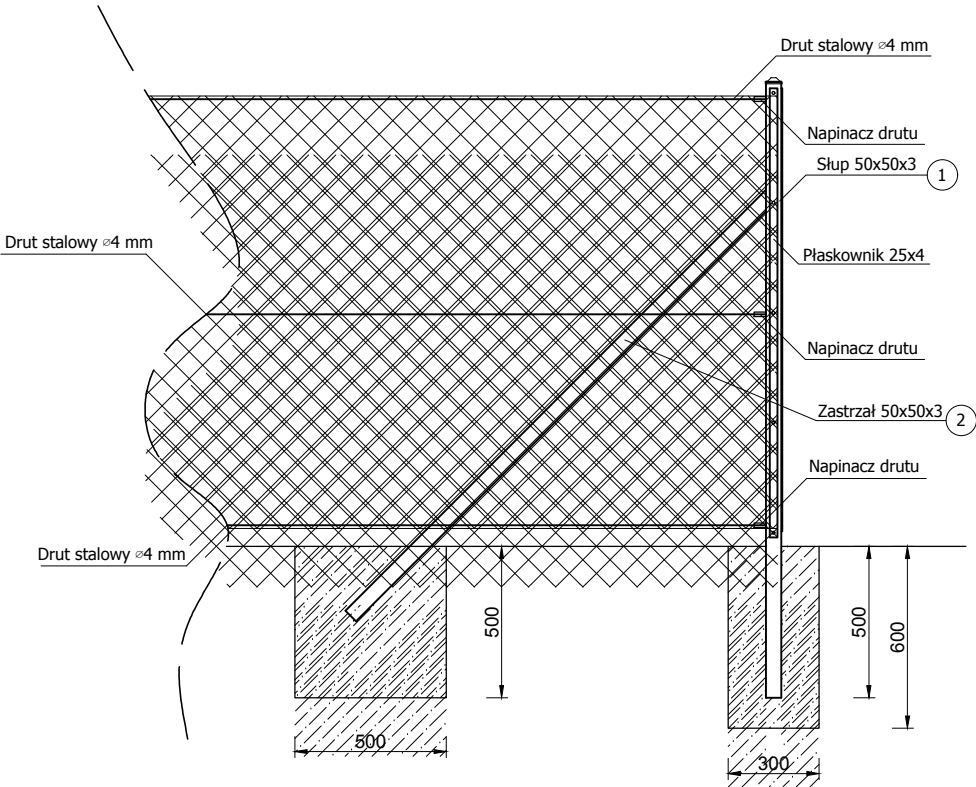 Drut stalowy ⌀4 mm
Napinacz drutu
Słup 50x50x3
1
Drut stalowy ⌀4 mm
Płaskownik 25x4
Napinacz drutu
Zastrzał 50x50x3
2
Napinacz drutu
Drut stalowy ⌀4 mm
500
500
600
500
300